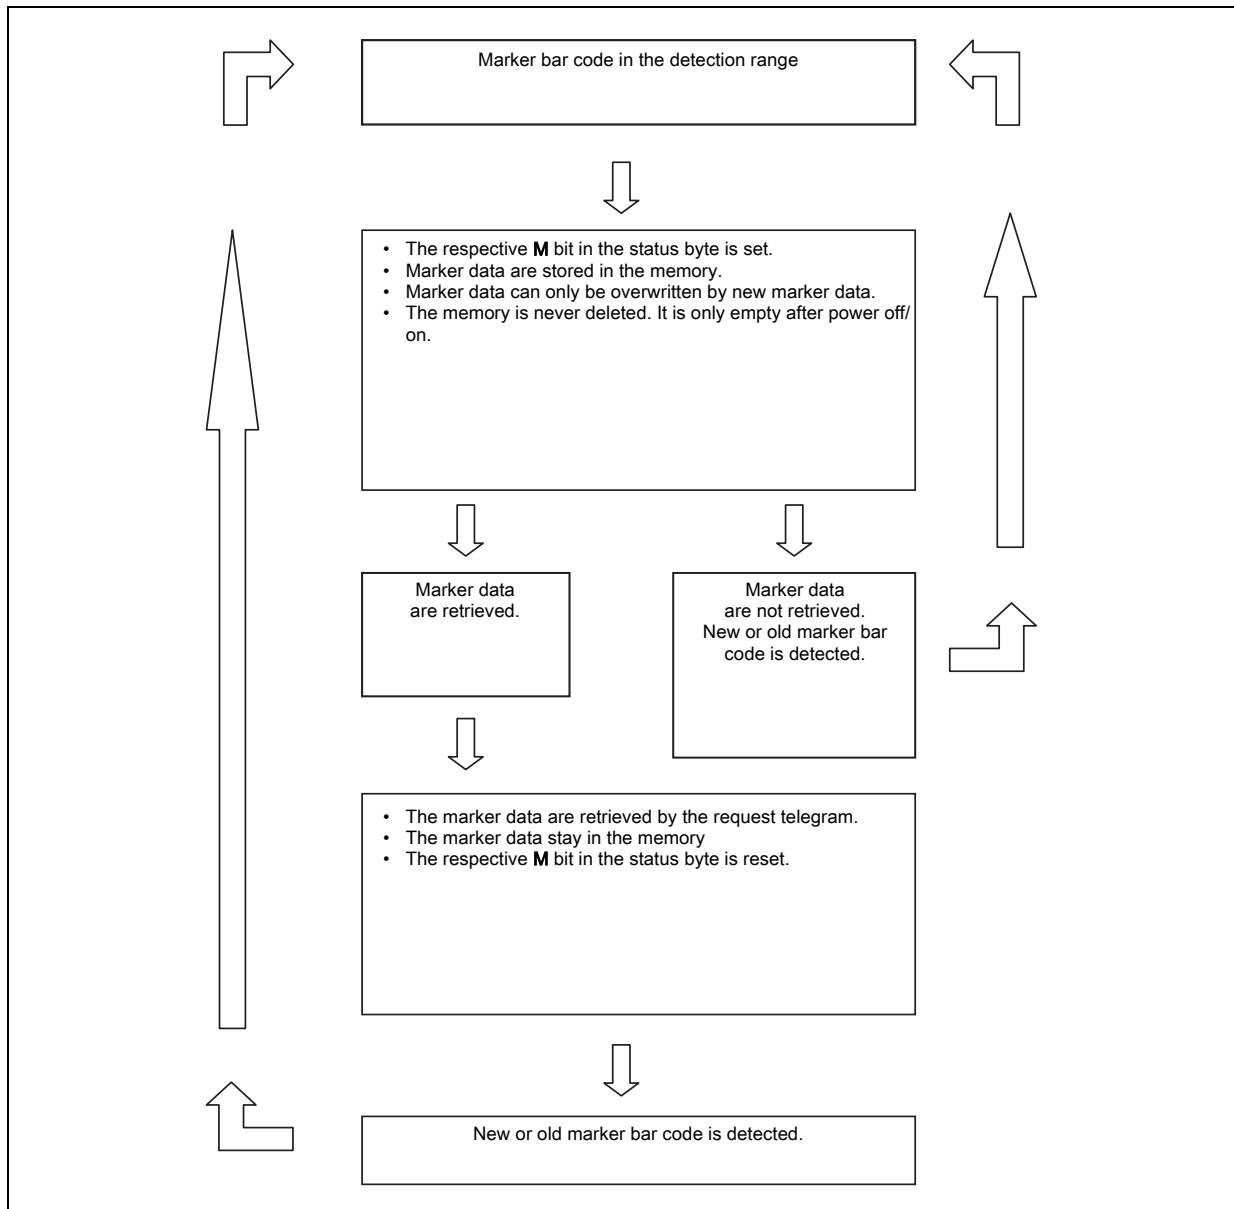 Marker bar code in the detection range
• The respective M bit in the status byte is set.
• Marker data are stored in the memory.
• Marker data can only be overwritten by new marker data.
• The memory is never deleted. It is only empty after power off/
on.
Marker data
are retrieved.
Marker data
are not retrieved.
New or old marker bar
code is detected.
• The marker data are retrieved by the request telegram.
• The marker data stay in the memory
• The respective M bit in the status byte is reset.
New or old marker bar code is detected.